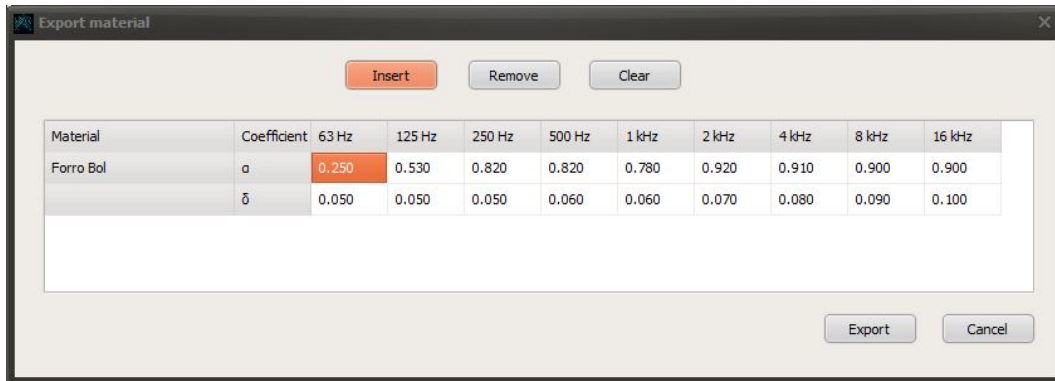 Export material
Insert Remove Clear
Material Coefficient 63 Hz 125 Hz 250 Hz 500 Hz 1 kHz 2 kHz 4 kHz 8 kHz 16 kHz
Forro Bol α 0.250 0.530 0.820 0.820 0.780 0.920 0.910 0.900 0.900
δ 0.050 0.050 0.050 0.060 0.060 0.070 0.080 0.090 0.100
Export Cancel